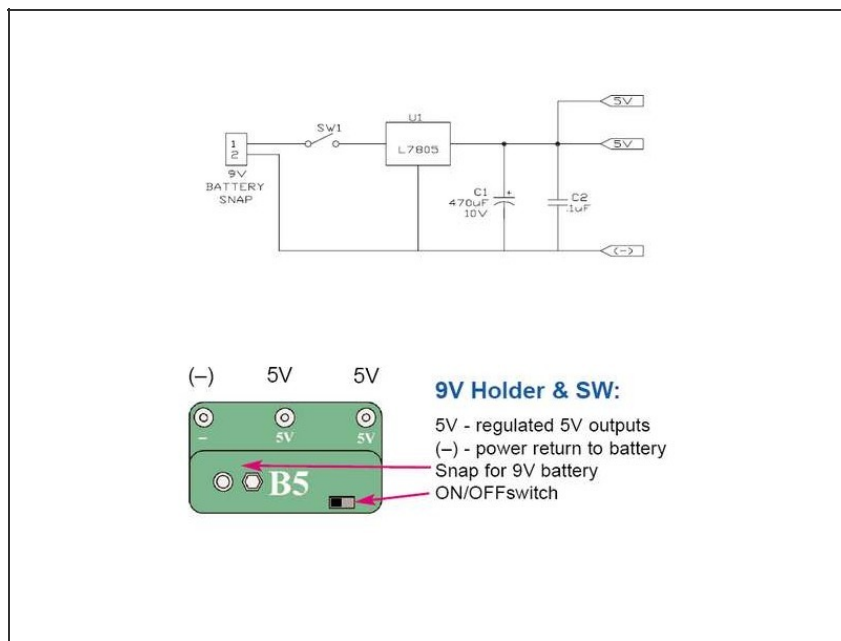 5V
U1
SW1
L7805
5V
1
2
9V
BATTERY
SNAP
C1
470uF
10V
+
C2
.1uF
(-)
(–) 5V 5V
– 5V 5V
B5
9V Holder & SW:
5V - regulated 5V outputs
(–) - power return to battery
Snap for 9V battery
ON/OFFswitch